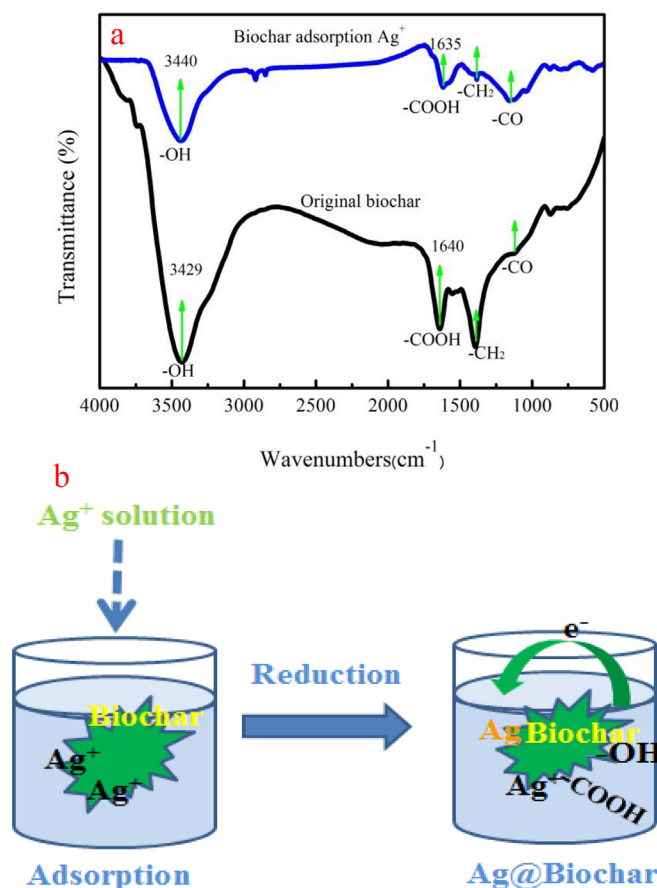 a
Biochar adsorption Ag⁺
3440
1635
-CH₂
-COOH
-CO
-OH
Original biochar
3429
1640
-CO
-COOH
-CH₂
-OH
Transmittance (%)
4000 3500 3000 2500 2000 1500 1000 500
Wavenumbers(cm⁻¹)
b
Ag⁺ solution
e⁻
Reduction
Biochar
Ag⁺
Ag⁺
Ag Biochar
-OH
Ag⁺
-COOH
Adsorption
Ag@Biochar